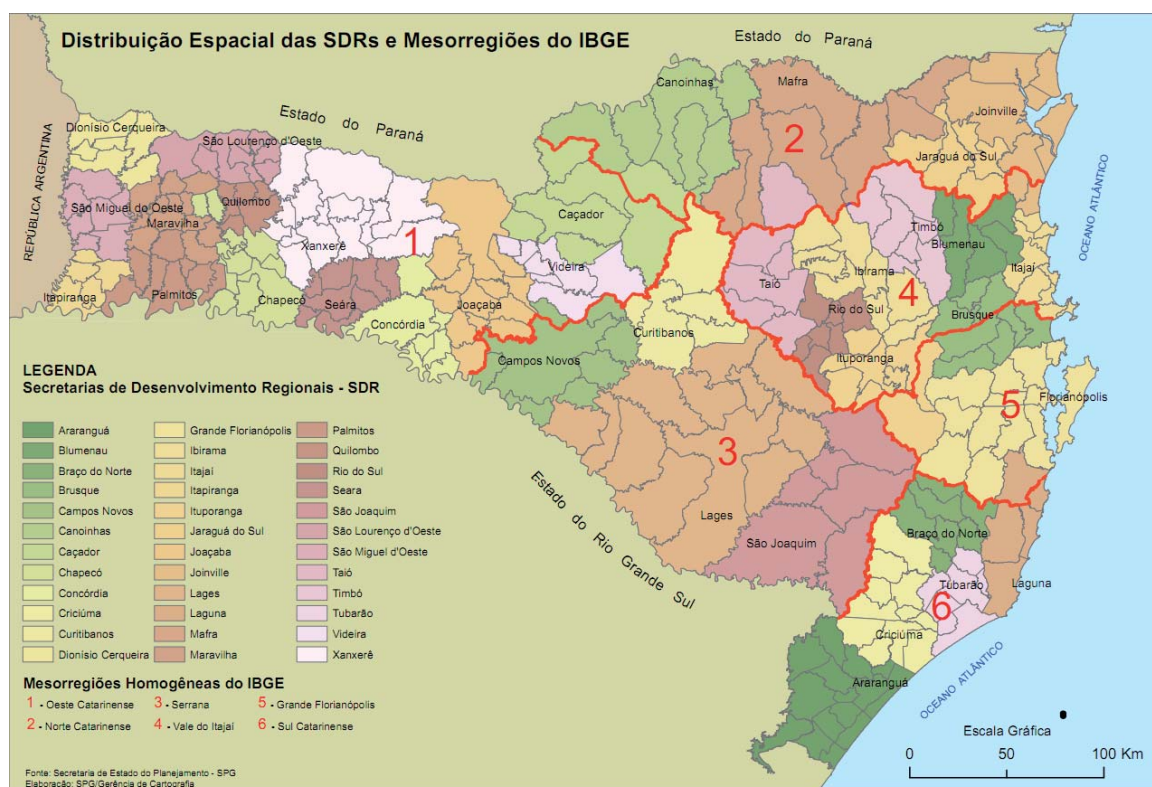 Distribuição Espacial das SDRs e Mesorregiões do IBGE
Estado do Paraná
Canoinhas
Mafra
2
Joinville
Jaraguá do Sul
Estado do Paraná
Dionísio Cerqueira
São Lourenço d'Oeste
REPÚBLICA ARGENTINA
OCEANO ATLÂNTICO
São Miguel do Oeste
Quilombo
Maravilha
Xanxerê
1
Caçador
Timbó
Blumenau
Videira
Taió
Ibirama
4
Itajaí
Itapiranga
Palmitos
Chapecó
Seára
Joaçaba
Rio do Sul
Brusque
Concórdia
Curitibanos
Campos Novos
Ituporanga
Florianópolis
5
3
Lages
Estado do Rio Grande Sul
São Joaquim
Braço do Norte
Tubarão
Laguna
6
Criciúma
Araranguá
OCEANO ATLÂNTICO
LEGENDA
Secretarias de Desenvolvimento Regionais - SDR
Araranguá
Blumenau
Braço do Norte
Brusque
Campos Novos
Canoinhas
Caçador
Chapecó
Concórdia
Criciúma
Curitibanos
Dionísio Cerqueira
Grande Florianópolis
Ibirama
Itajaí
Itapiranga
Ituporanga
Jaraguá do Sul
Joaçaba
Joinville
Lages
Laguna
Mafra
Maravilha
Palmitos
Quilombo
Rio do Sul
Seara
São Joaquim
São Lourenço d'Oeste
São Miguel d'Oeste
Taió
Timbó
Tubarão
Videira
Xanxerê
Mesorregiões Homogêneas do IBGE
1 - Oeste Catarinense 3 - Serrana 5 - Grande Florianópolis
2 - Norte Catarinense 4 - Vale do Itajaí 6 - Sul Catarinense
Fonte: Secretaria de Estado do Planejamento - SPG
Elaboração: SPG/Gerência de Cartografia
Escala Gráfica
0 50 100 Km